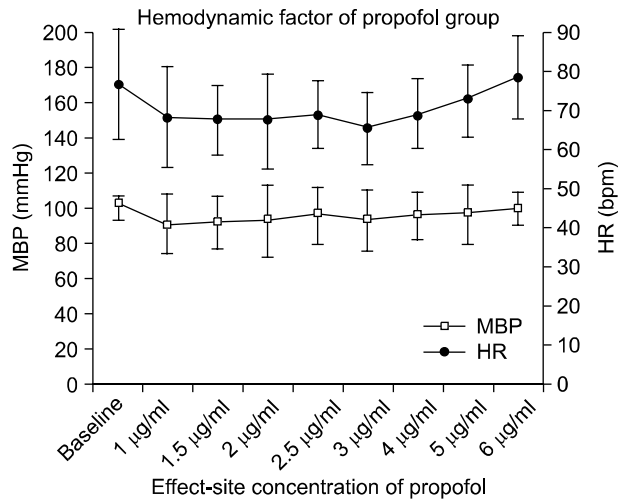 Hemodynamic factor of propofol group
MBP (mmHg)
200
180
160
140
120
100
80
60
40
20
0
HR (bpm)
90
80
70
60
50
40
30
20
10
0
MBP
HR
Baseline
1 μg/ml
1.5 μg/ml
2 μg/ml
2.5 μg/ml
3 μg/ml
4 μg/ml
5 μg/ml
6 μg/ml
Effect-site concentration of propofol